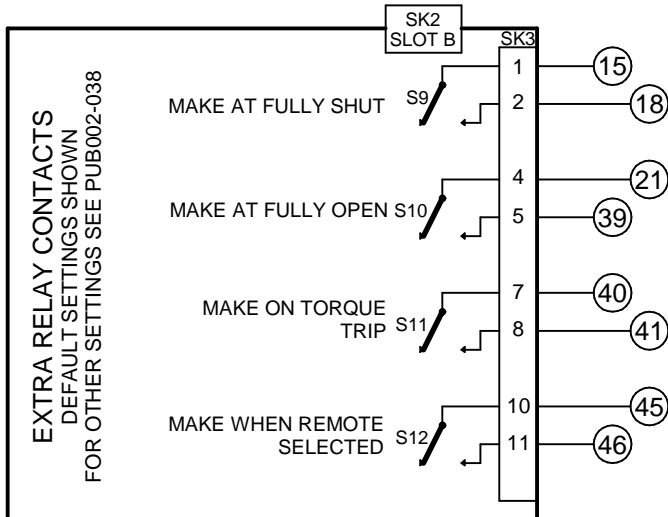 SK2
SLOT B
SK3
EXTRA RELAY CONTACTS
DEFAULT SETTINGS SHOWN
FOR OTHER SETTINGS SEE PUB002-038
MAKE AT FULLY SHUT S9 1 15
2 18
MAKE AT FULLY OPEN S10 4 21
5 39
MAKE ON TORQUE
TRIP S11 7 40
8 41
MAKE WHEN REMOTE
SELECTED S12 10 45
11 46